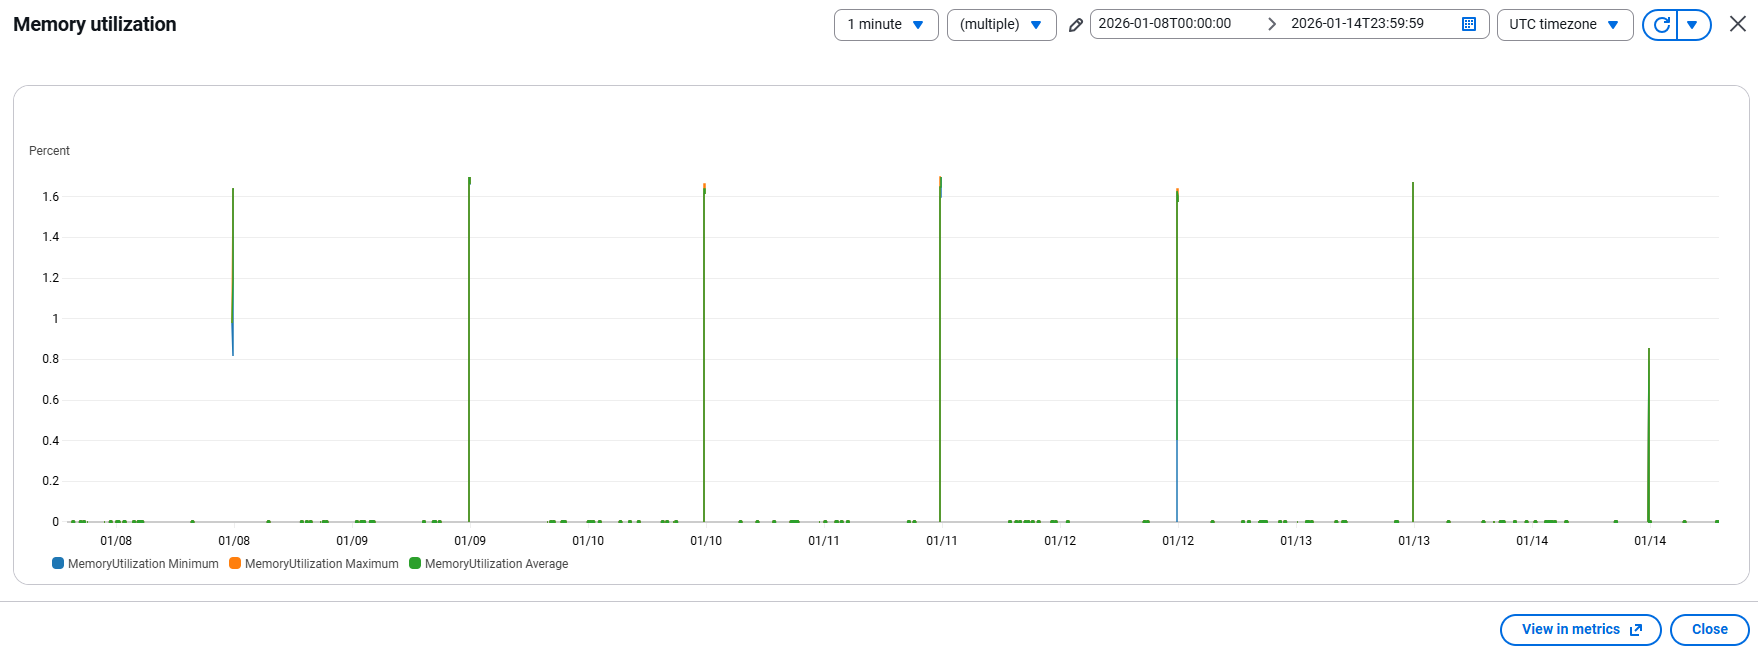 Memory utilization
1 minute (multiple) 2026-01-08T00:00:00 2026-01-14T23:59:59 UTC timezone
Percent
1.6
1.4
1.2
1
0.8
0.6
0.4
0.2
0
01/08 01/08 01/09 01/09 01/10 01/10 01/11 01/11 01/12 01/12 01/13 01/13 01/14 01/14
MemoryUtilization Minimum MemoryUtilization Maximum MemoryUtilization Average
View in metrics Close